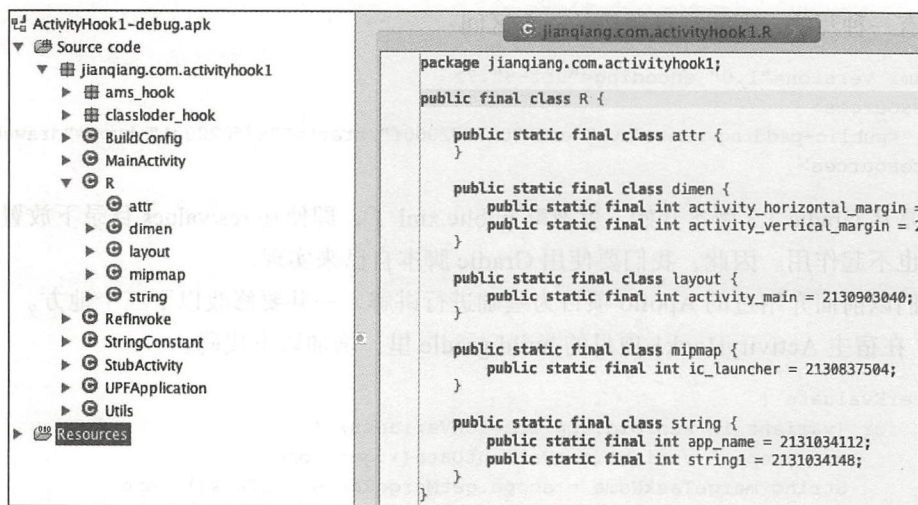 ActivityHook1-debug.apk
Source code
jianqiang.com.activityhook1
ams_hook
classloder_hook
BuildConfig
MainActivity
R
attr
dimen
layout
mipmap
string
RefInvoke
StringConstant
StubActivity
UPFApplication
Utils
Resources
jianqiang.com.activityhook1.R
package jianqiang.com.activityhook1;
public final class R {
public static final class attr {
}
public static final class dimen {
public static final int activity_horizontal_margin =
public static final int activity_vertical_margin = 2
}
public static final class layout {
public static final int activity_main = 2130903040;
}
public static final class mipmap {
public static final int ic_launcher = 2130837504;
}
public static final class string {
public static final int app_name = 2131034112;
public static final int string1 = 2131034148;
}
}